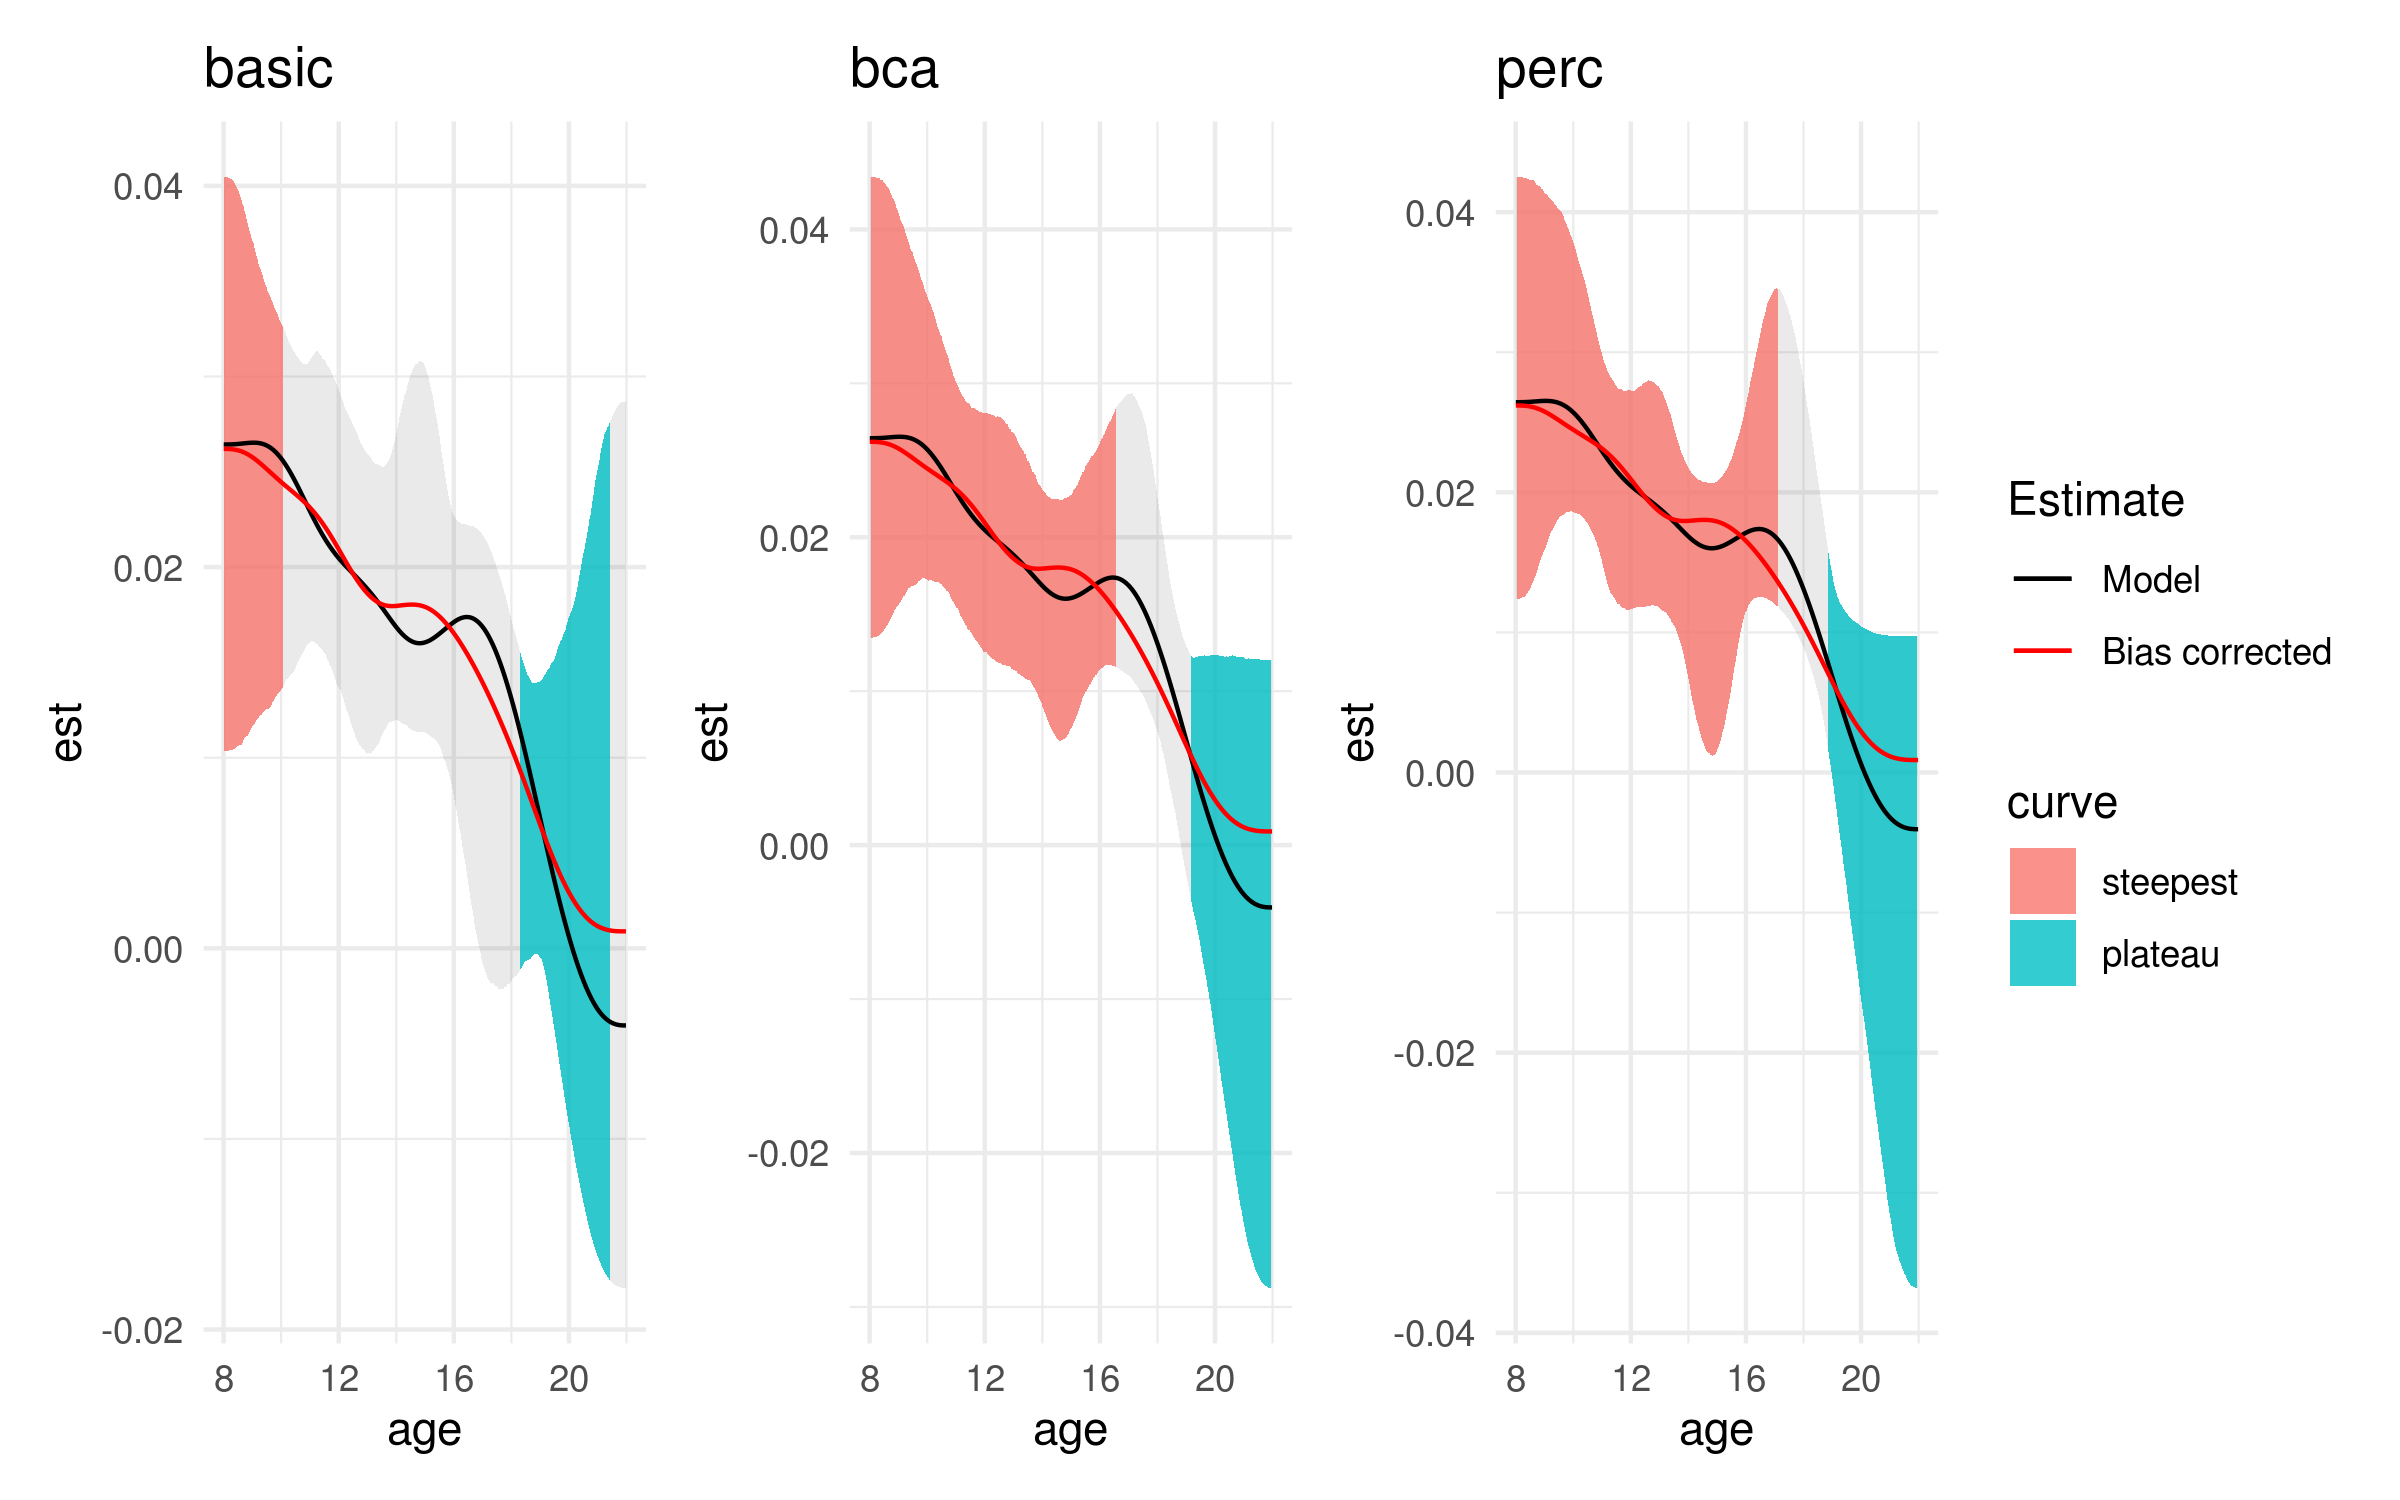 basic
0.04
0.02
0.00
-0.02
est
8 12 16 20
age
bca
0.04
0.02
0.00
-0.02
est
8 12 16 20
age
perc
0.04
0.02
0.00
-0.02
-0.04
est
8 12 16 20
age
Estimate
Model
Bias corrected
curve
steepest
plateau